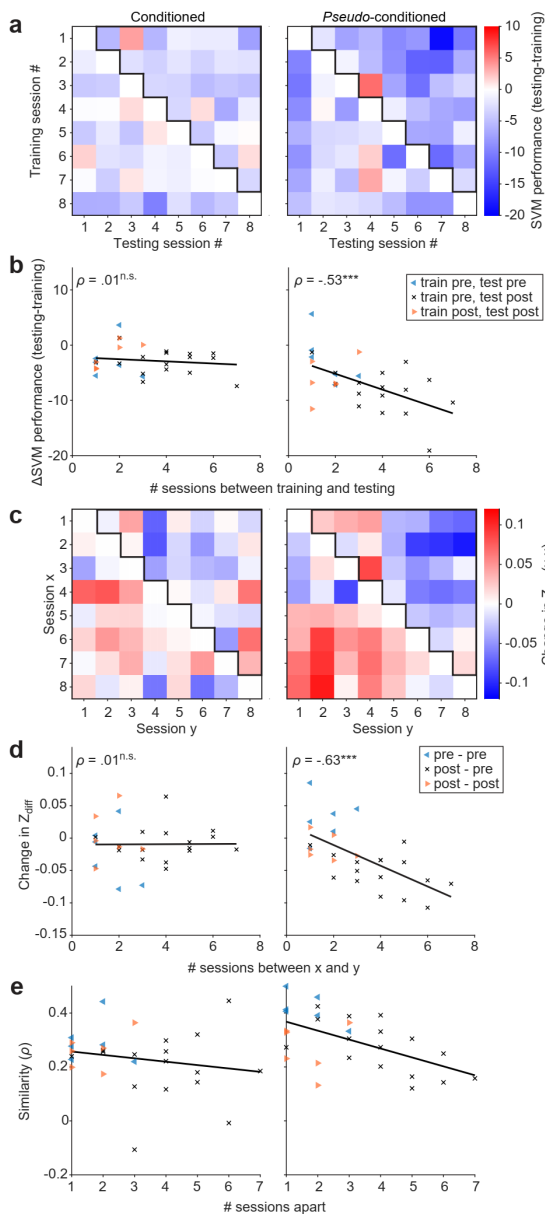 a
Conditioned
Pseudo-conditioned
Training session #
1
2
3
4
5
6
7
8
1 2 3 4 5 6 7 8
Testing session #
1 2 3 4 5 6 7 8
Testing session #
10
5
0
-5
-10
-15
-20
SVM performance (testing-training)
b
ΔSVM performance (testing-training)
10
0
-10
-20
ρ = .01n.s.
ρ = -.53***
train pre, test pre
train pre, test post
train post, test post
0 2 4 6 8
0 2 4 6 8
# sessions between training and testing
c
Session x
1
2
3
4
5
6
7
8
1 2 3 4 5 6 7 8
1 2 3 4 5 6 7 8
Session y
0.1
0.05
0
-0.05
-0.1
Change in Z
d
Change in Zdiff
0.1
0.05
0
-0.05
-0.1
-0.15
ρ = .01n.s.
ρ = -.63***
pre - pre
post - pre
post - post
0 2 4 6 8
0 2 4 6 8
# sessions between x and y
e
Similarity (ρ)
0.4
0.2
0
-0.2
1 2 3 4 5 6 7
1 2 3 4 5 6 7
# sessions apart